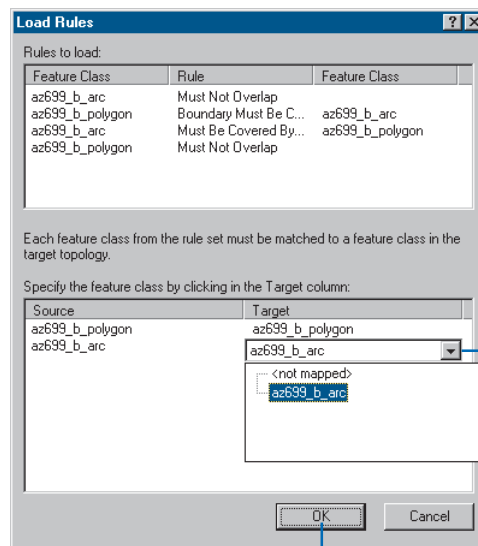 Load Rules
Rules to load:
Feature Class Rule Feature Class
az699_b_arc Must Not Overlap
az699_b_polygon Boundary Must Be C... az699_b_arc
az699_b_arc Must Be Covered By... az699_b_polygon
az699_b_polygon Must Not Overlap
Each feature class from the rule set must be matched to a feature class in the
target topology.
Specify the feature class by clicking in the Target column:
Source Target
az699_b_polygon az699_b_polygon
az699_b_arc az699_b_arc
<not mapped>
az699_b_arc
OK Cancel